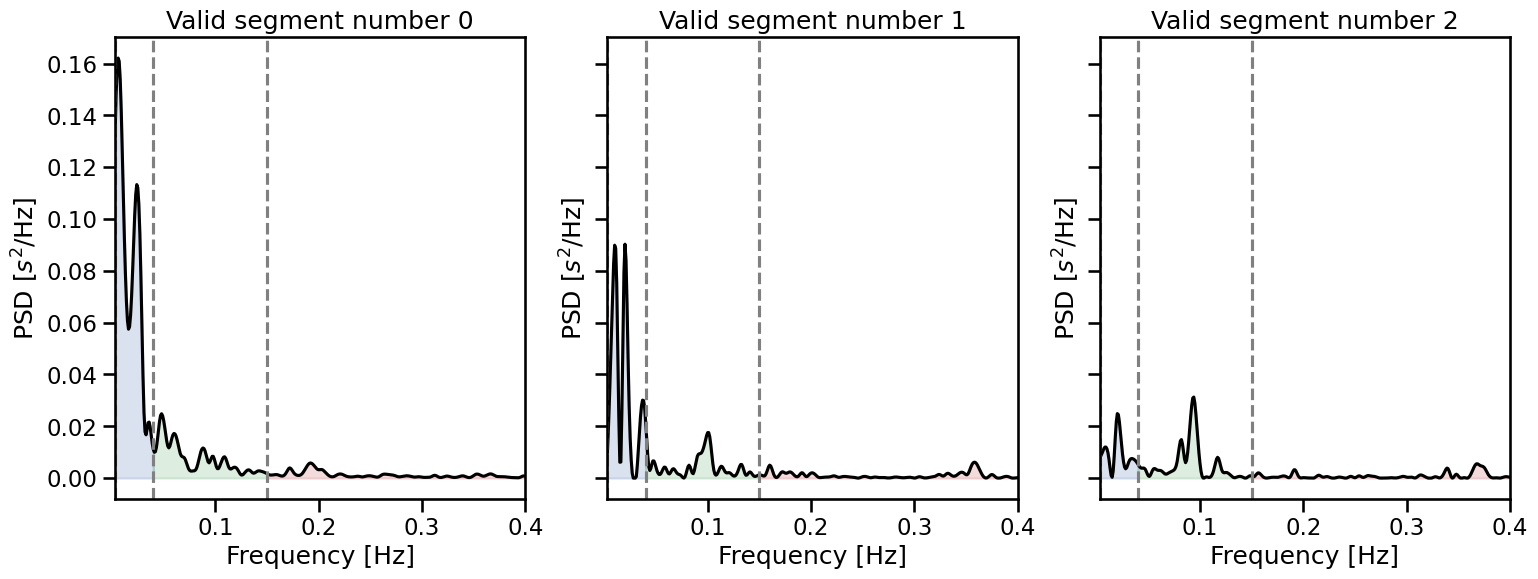 Valid segment number 0
Valid segment number 1
Valid segment number 2
PSD [s²/Hz]
0.16
0.14
0.12
0.10
0.08
0.06
0.04
0.02
0.00
0.1 0.2 0.3 0.4
Frequency [Hz]
PSD [s²/Hz]
0.1 0.2 0.3 0.4
Frequency [Hz]
PSD [s²/Hz]
0.1 0.2 0.3 0.4
Frequency [Hz]